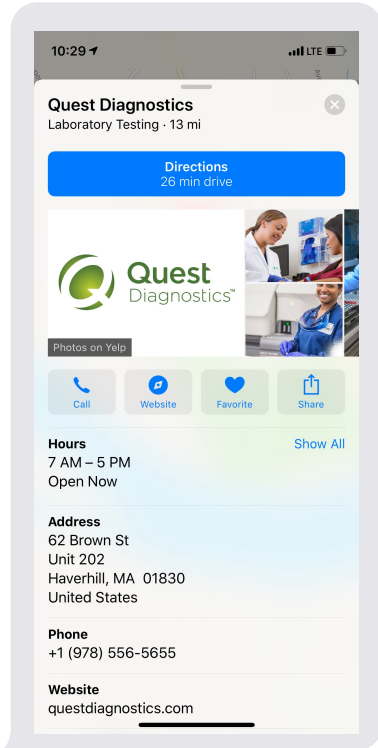 10:29
LTE
Quest Diagnostics
Laboratory Testing · 13 mi
Directions
26 min drive
Quest
Diagnostics™
Photos on Yelp
Call
Website
Favorite
Share
Hours
Show All
7 AM – 5 PM
Open Now
Address
62 Brown St
Unit 202
Haverhill, MA 01830
United States
Phone
+1 (978) 556-5655
Website
questdiagnostics.com